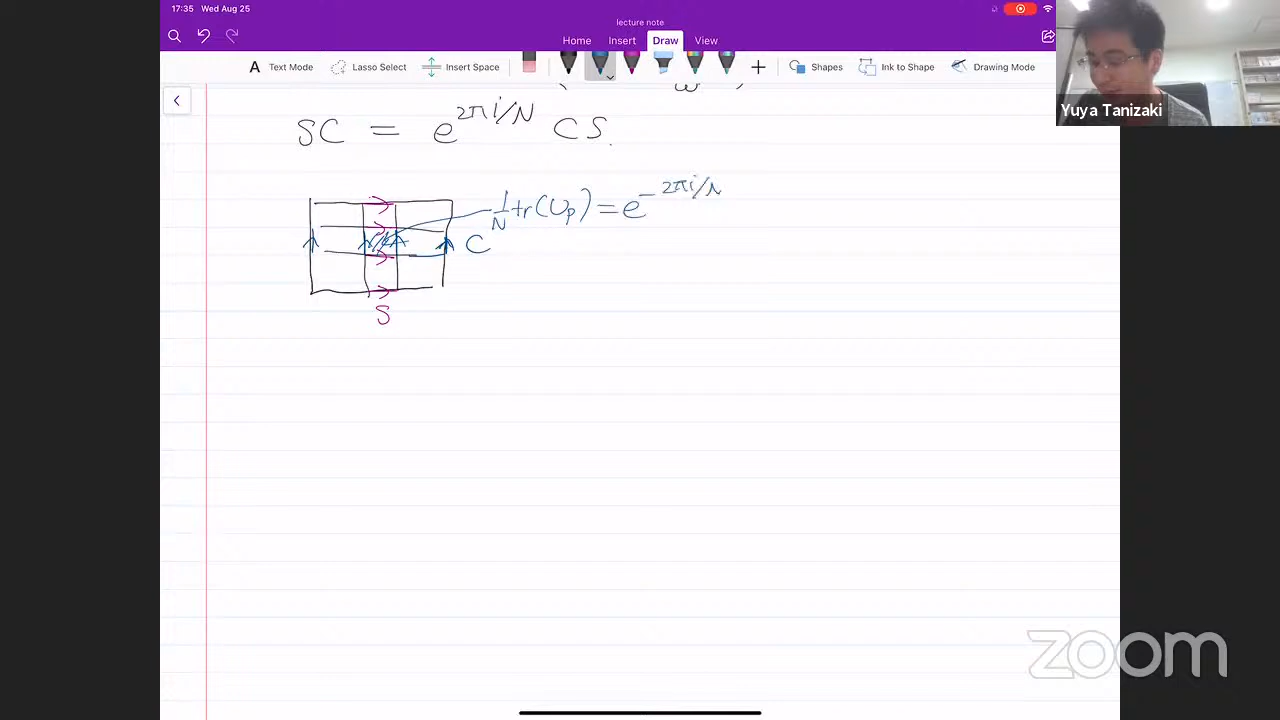 17:35 Wed Aug 25
lecture note
Home Insert Draw View
A Text Mode Lasso Select Insert Space Shapes Ink to Shape Drawing Mode
Yuya Tanizaki
SC = e^{2πi/N} CS.
1/N tr(Up) = e^{-2πi/N}
C
S
zoom